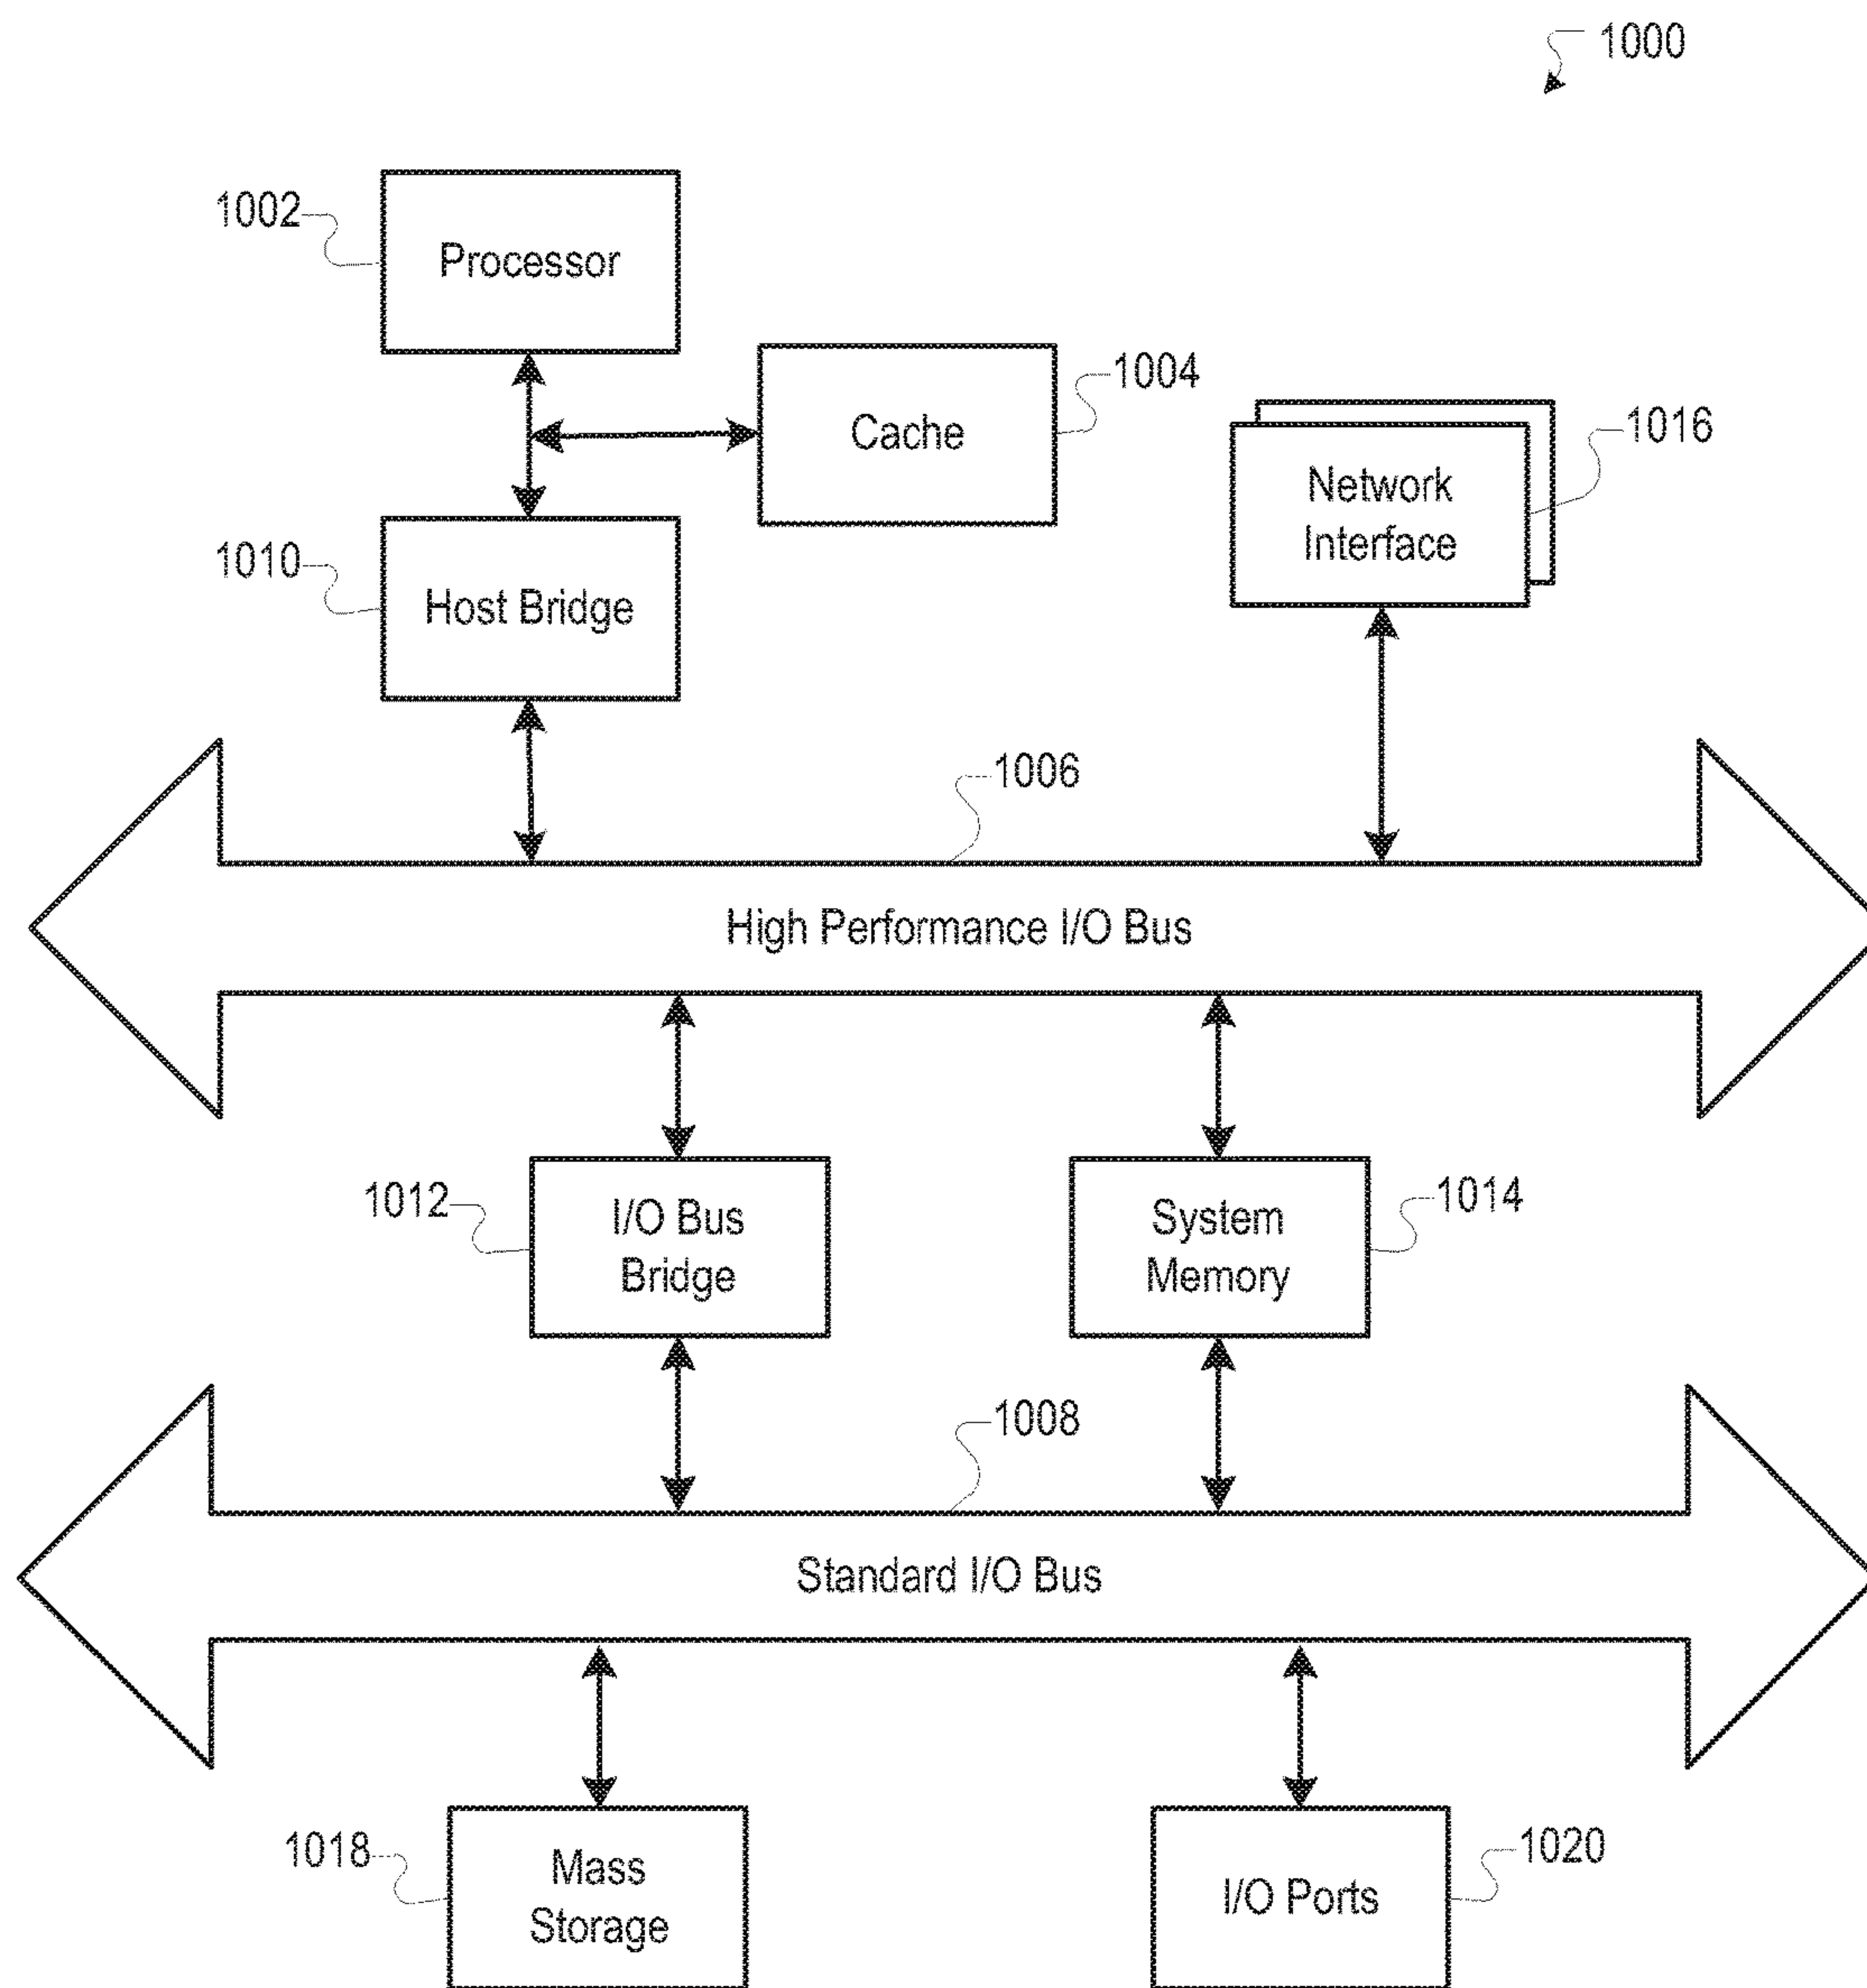 1000
1002
Processor
1004
Cache
1016
Network
Interface
1010
Host Bridge
1006
High Performance I/O Bus
1012
I/O Bus
Bridge
System
Memory
1014
1008
Standard I/O Bus
1018
Mass
Storage
I/O Ports
1020